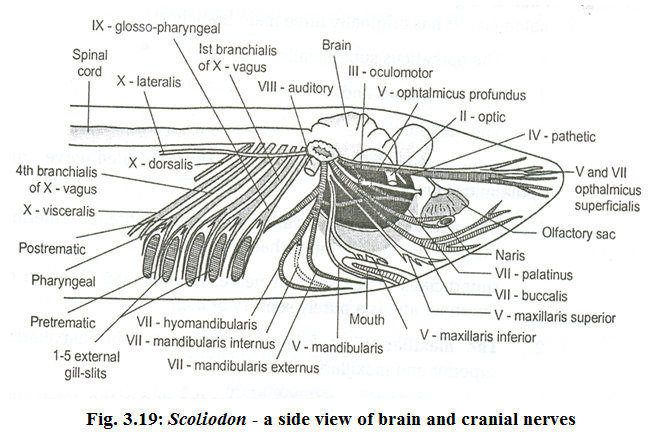 IX - glosso-pharyngeal
Ist branchialis
of X - vagus
Brain
Spinal
cord
III - oculomotor
X - lateralis
VIII - auditory
V - ophtalmicus profundus
II - optic
IV - pathetic
X - dorsalis
4th branchialis
of X - vagus
V and VII
opthalmicus
superficialis
X - visceralis
Olfactory sac
Postrematic
Naris
Pharyngeal
VII - palatinus
VII - buccalis
Pretrematic
VII - hyomandibularis
Mouth
V - maxillaris superior
1-5 external
gill-slits
VII - mandibularis internus
V - mandibularis
V - maxillaris inferior
VII - mandibularis externus
Fig. 3.19: Scoliodon - a side view of brain and cranial nerves